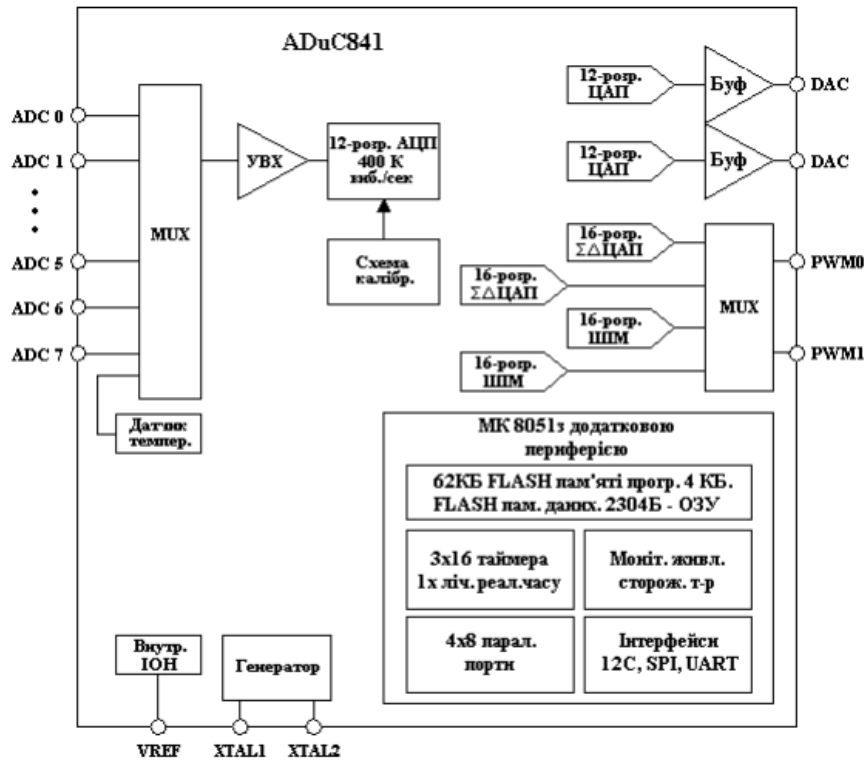 ADuC841
12-розр.
ЦАП
Буф
DAC
ADC 0
12-розр. АЦП
400 К
виб./сек
ADC 1
УВХ
12-розр.
ЦАП
Буф
DAC
MUX
16-розр.
ΣΔЦАП
ADC 5
Схема
калібр.
16-розр.
ΣΔЦАП
PWM0
ADC 6
16-розр.
ШІМ
MUX
ADC 7
16-розр.
ШІМ
PWM1
Датчик
темпер.
МК 8051з додатковою
периферією
62КБ FLASH пам'яті прогр. 4 КБ.
FLASH пам. даних. 2304Б - ОЗУ
3x16 таймера
1x ліч. реал.часу
Моніт. живл.
сторож. т-р
4x8 парал.
порти
Інтерфейси
12С, SPI, UART
Внутр.
ІОН
Генератор
VREF
XTAL1
XTAL2